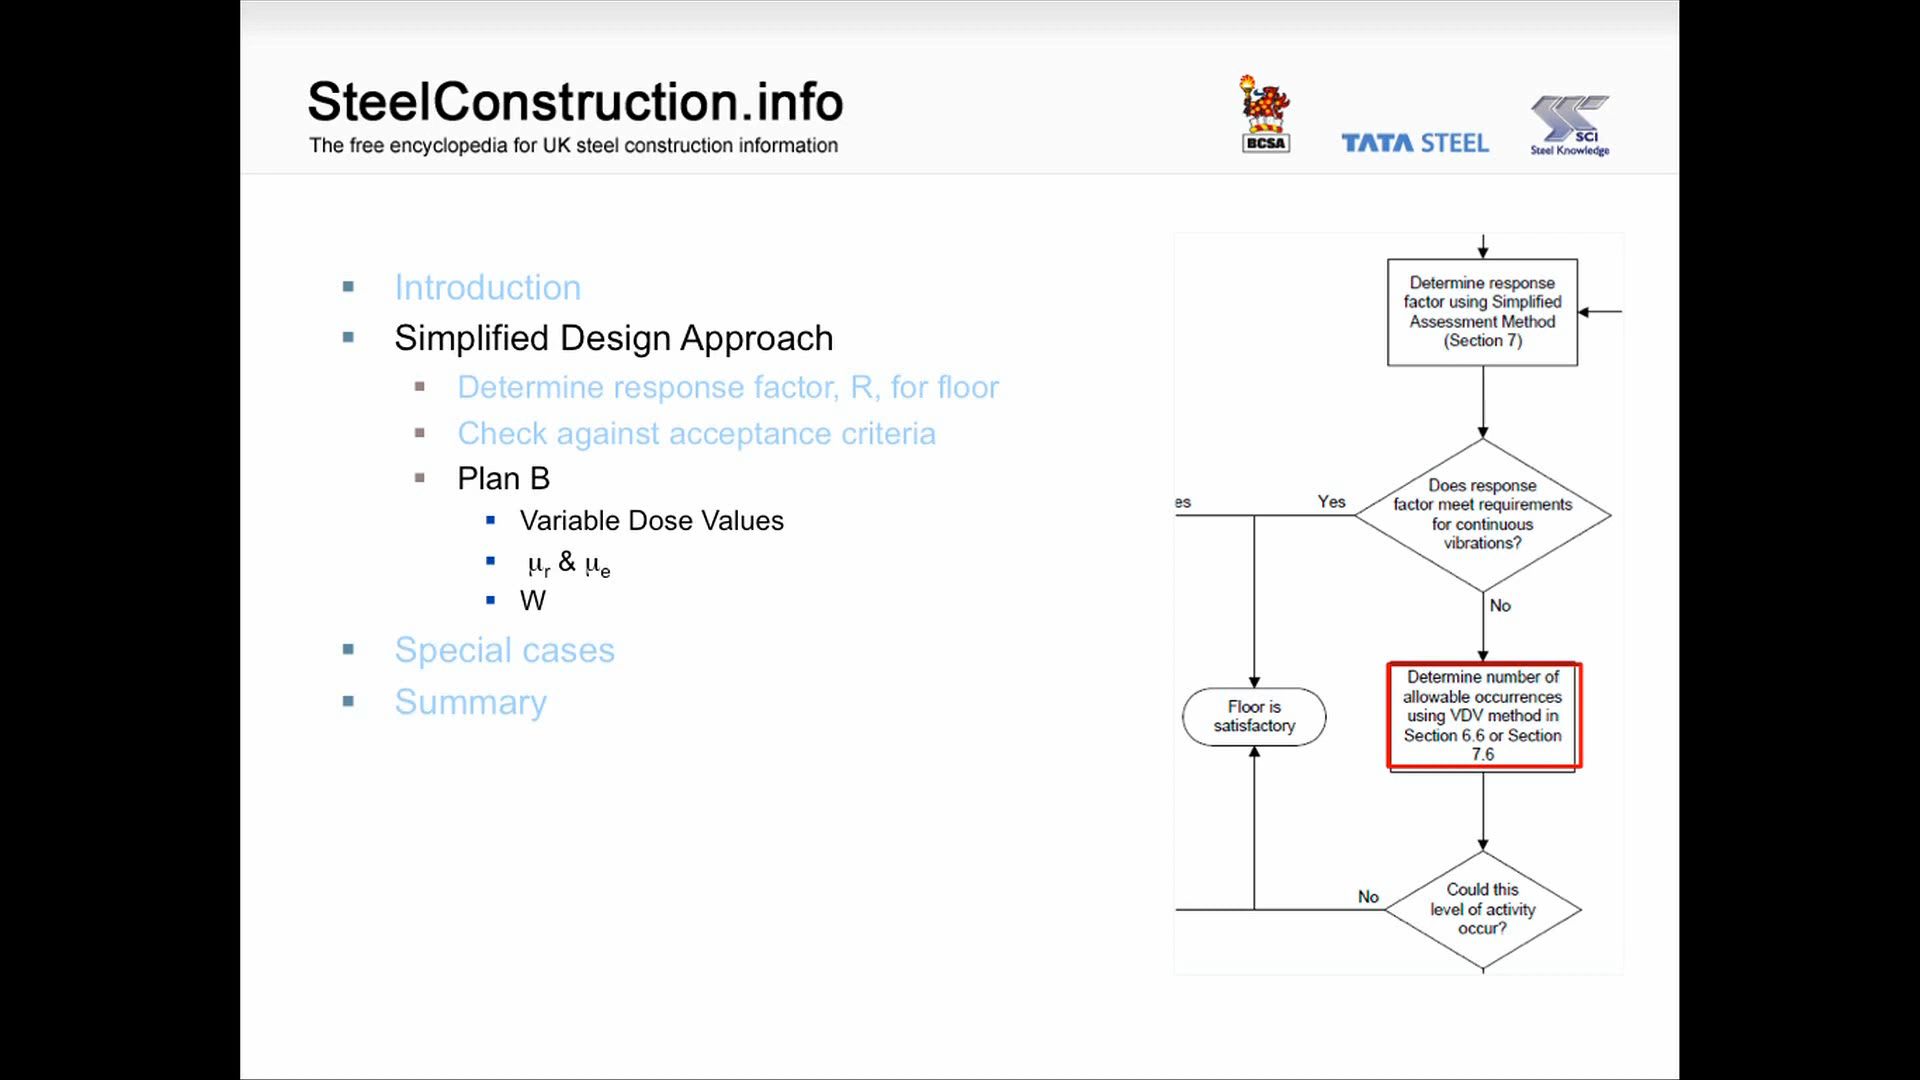 SteelConstruction.info
The free encyclopedia for UK steel construction information
BCSA
TATA STEEL
SCI
Steel Knowledge
Introduction
Simplified Design Approach
Determine response factor, R, for floor
Check against acceptance criteria
Plan B
Variable Dose Values
μr & μe
W
Special cases
Summary
Determine response
factor using Simplified
Assessment Method
(Section 7)
Does response
factor meet requirements
for continuous
vibrations?
es
Yes
No
Determine number of
allowable occurrences
using VDV method in
Section 6.6 or Section
7.6
Floor is
satisfactory
No
Could this
level of activity
occur?